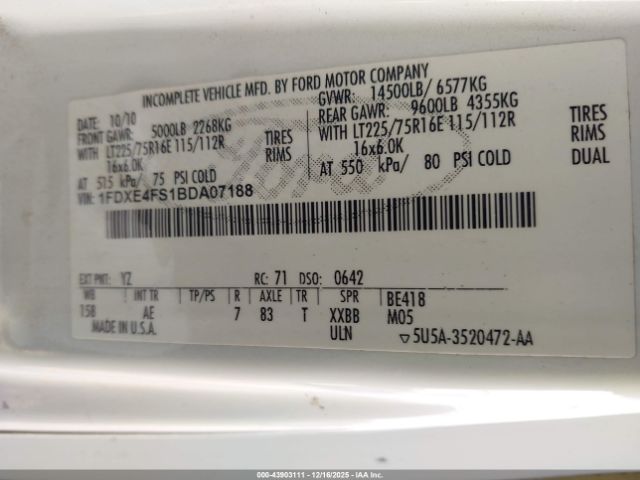 INCOMPLETE VEHICLE MFD. BY FORD MOTOR COMPANY
DATE: 10/10 GVWR: 14500LB/ 6577KG
FRONT GAWR: 5000LB 2268KG REAR GAWR: 9600LB 4355KG
WITH LT225/75R16E 115/112R TIRES WITH LT225/75R16E 115/112R TIRES
16x6.0K RIMS 16x6.0K RIMS
AT 515 kPa/ 75 PSI COLD AT 550 kPa/ 80 PSI COLD DUAL
VIN: 1FDXE4FS1BDA07188
Ford
EXT PNT: YZ RC: 71 DSO: 0642
WB INT TR TP/PS R AXLE TR SPR BE418
158 AE 7 83 T XXBB M05
MADE IN U.S.A. ULN ▽5U5A-3520472-AA
000-43903111 - 12/16/2025 - IAA Inc.